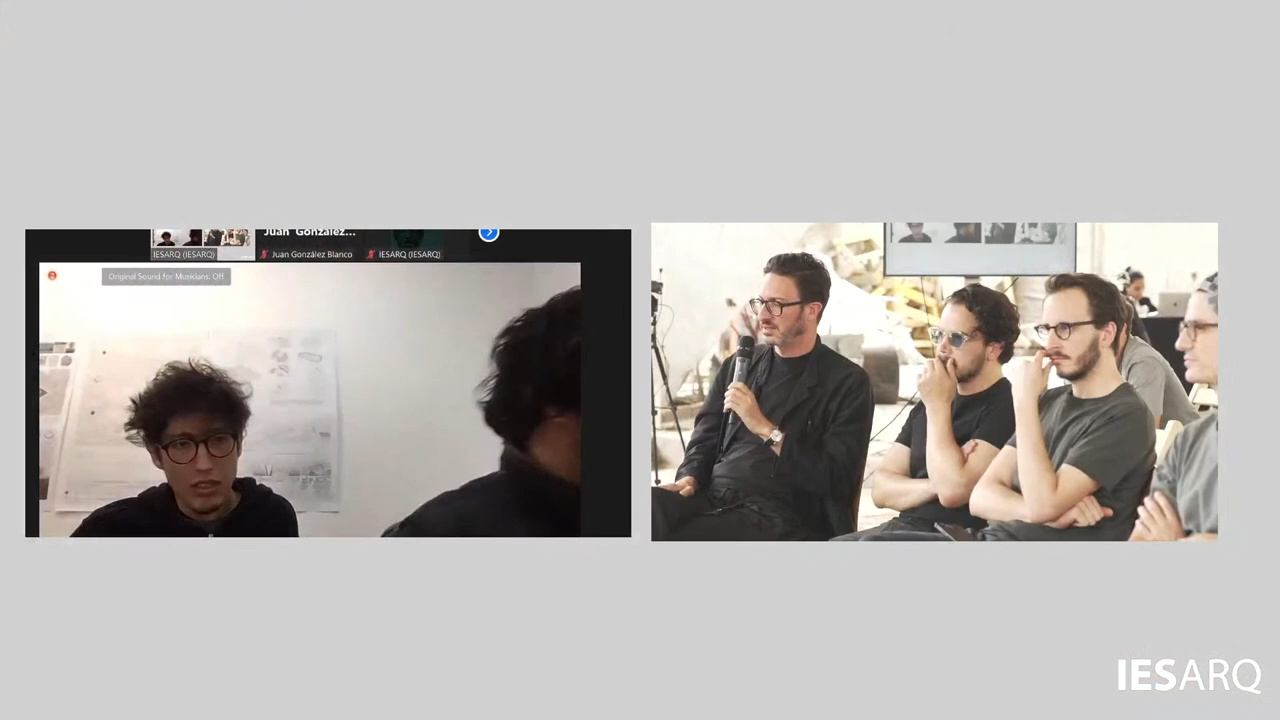 Juan González...
IESARQ (IESARQ)
Juan González Blanco
IESARQ (IESARQ)
Original Sound for Musicians: Off
IESARQ